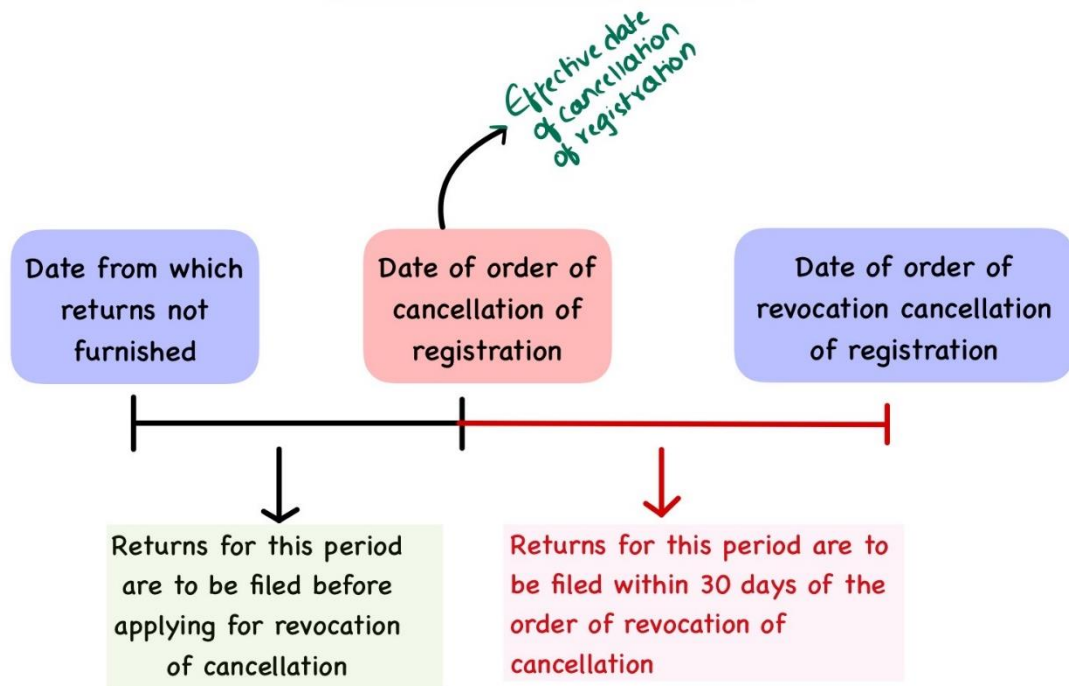 Effective date
of cancellation
of registration
Date from which
returns not
furnished
Date of order of
cancellation of
registration
Date of order of
revocation cancellation
of registration
Returns for this period
are to be filed before
applying for revocation
of cancellation
Returns for this period are to
be filed within 30 days of the
order of revocation of
cancellation